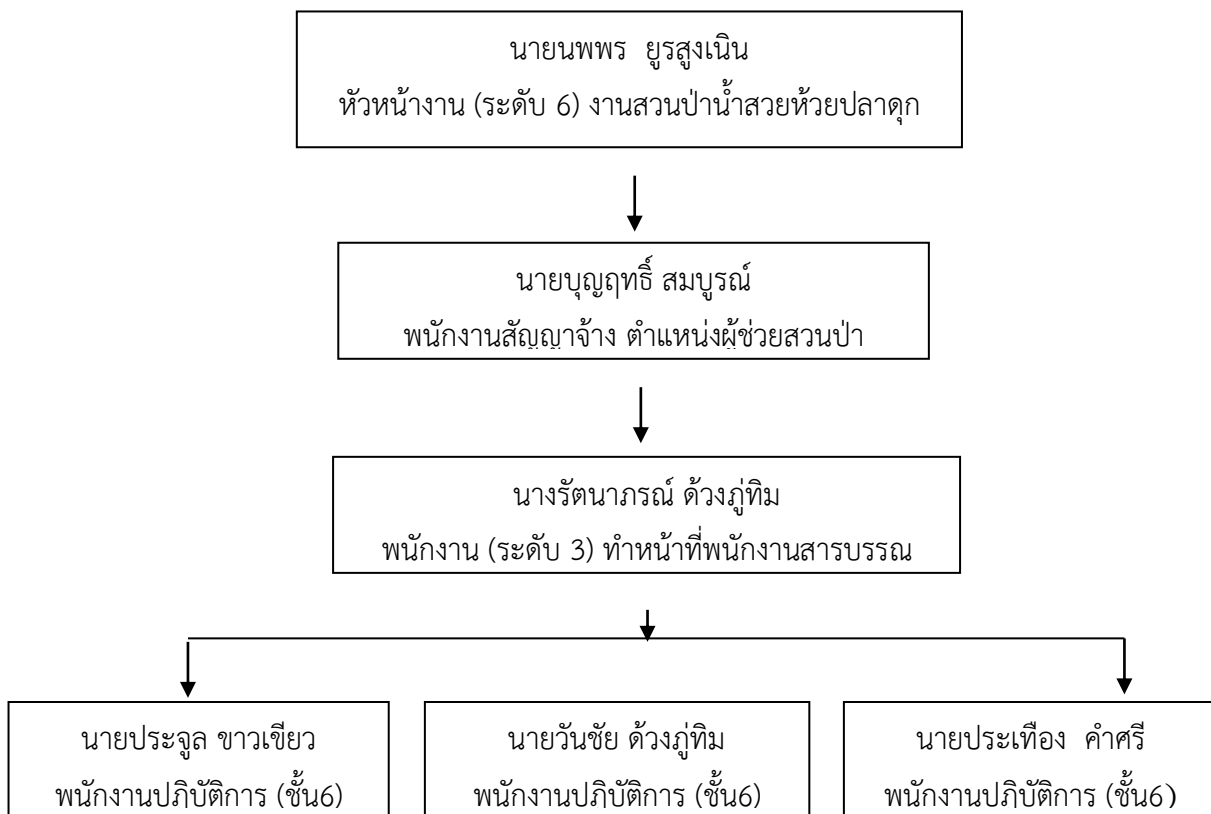 นายนพพร  ยูรสูงเนิน
หัวหน้างาน (ระดับ 6) งานสวนป่าน้ำสวยห้วยปลาดุก
นายบุญฤทธิ์ สมบูรณ์
พนักงานสัญญาจ้าง ตำแหน่งผู้ช่วยสวนป่า
นางรัตนาภรณ์ ด้วงภู่ทิม
พนักงาน (ระดับ 3) ทำหน้าที่พนักงานสารบรรณ
นายประจูล ขาวเขียว
พนักงานปฏิบัติการ (ชั้น6)
นายวันชัย ด้วงภู่ทิม
พนักงานปฏิบัติการ (ชั้น6)
นายประเทือง  คำศรี
พนักงานปฏิบัติการ (ชั้น6)